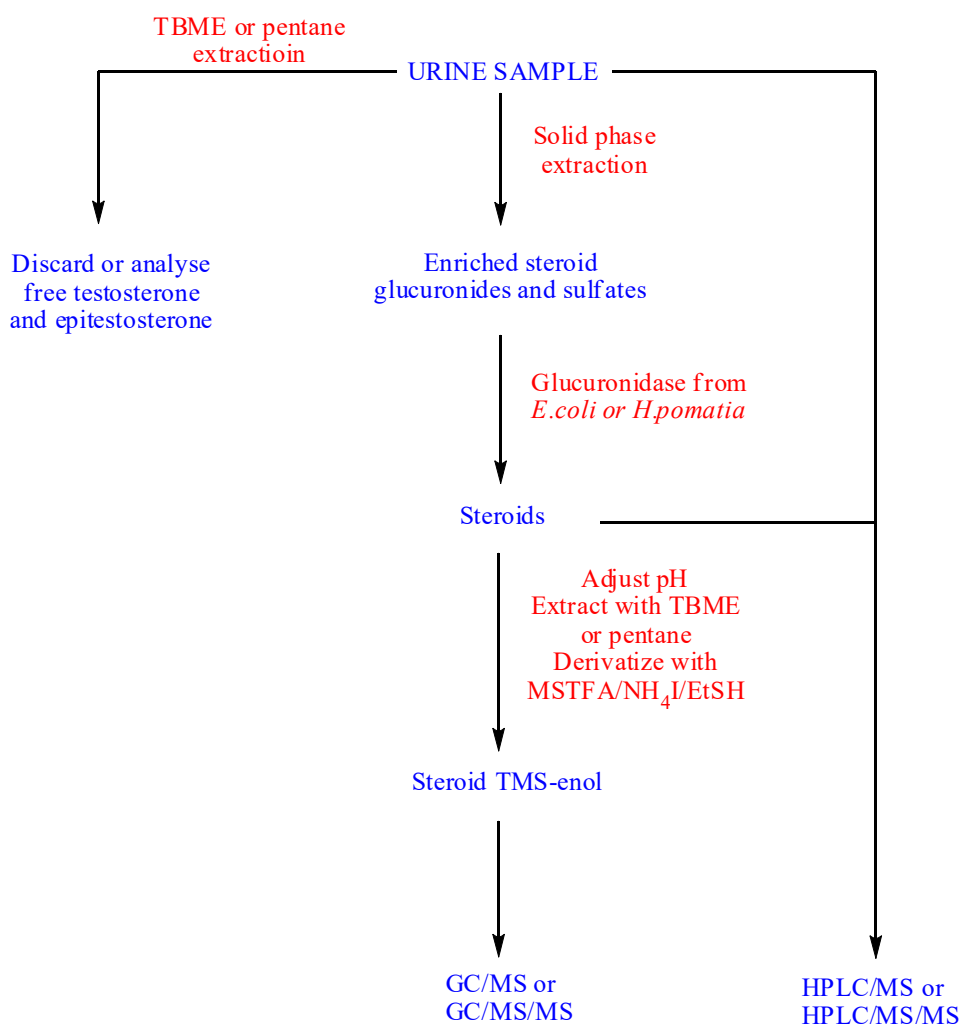 TBME or pentane
extractioin
URINE SAMPLE
Solid phase
extraction
Discard or analyse
free testosterone
and epitestosterone
Enriched steroid
glucuronides and sulfates
Glucuronidase from
E.coli or H.pomatia
Steroids
Adjust pH
Extract with TBME
or pentane
Derivatize with
MSTFA/NH4I/EtSH
Steroid TMS-enol
GC/MS or
GC/MS/MS
HPLC/MS or
HPLC/MS/MS